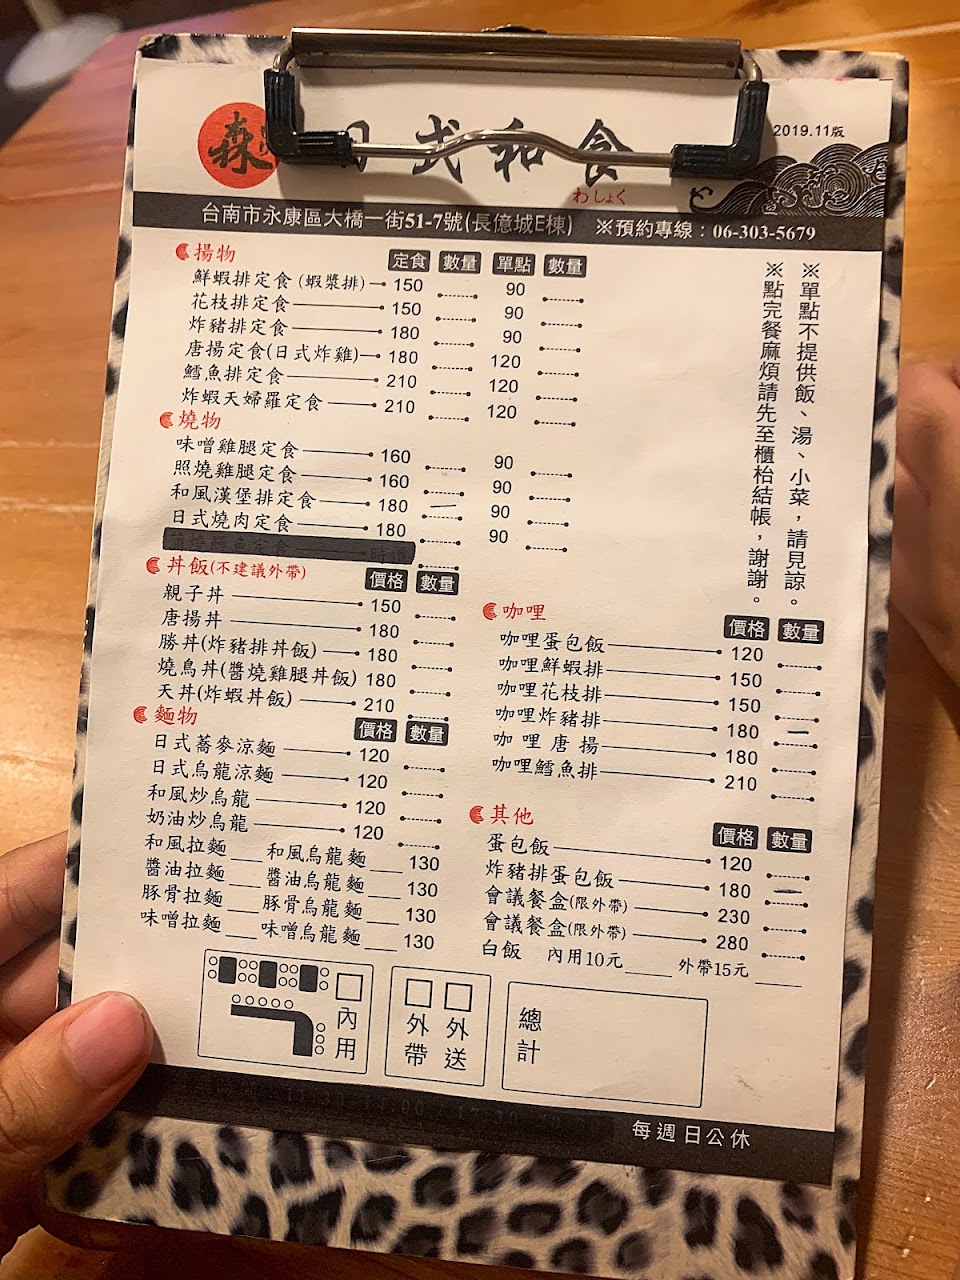 森 日式和食
わしょく
2019.11版
台南市永康區大橋一街51-7號(長億城E棟) ※預約專線：06-303-5679
揚物 定食 數量 單點 數量
鮮蝦排定食(蝦漿排) 150 90
花枝排定食 150 90
炸豬排定食 180 90
唐揚定食(日式炸雞) 180 120
鱈魚排定食 210 120
炸蝦天婦羅定食 210 120
燒物
味噌雞腿定食 160 90
照燒雞腿定食 160 90
和風漢堡排定食 180 90
日式燒肉定食 180 90
※單點不提供飯、湯、小菜，請見諒。
※點完餐麻煩請先至櫃枱結帳，謝謝。
丼飯(不建議外帶) 價格 數量
親子丼 150
唐揚丼 180
勝丼(炸豬排丼飯) 180
燒鳥丼(醬燒雞腿丼飯) 180
天丼(炸蝦丼飯) 210
麵物 價格 數量
日式蕎麥涼麵 120
日式烏龍涼麵 120
和風炒烏龍 120
奶油炒烏龍 120
和風拉麵 和風烏龍麵 130
醬油拉麵 醬油烏龍麵 130
豚骨拉麵 豚骨烏龍麵 130
味噌拉麵 味噌烏龍麵 130
咖哩 價格 數量
咖哩蛋包飯 120
咖哩鮮蝦排 150
咖哩花枝排 150
咖哩炸豬排 180
咖哩唐揚 180
咖哩鱈魚排 210
其他 價格 數量
蛋包飯 120
炸豬排蛋包飯 180
會議餐盒(限外帶) 230
會議餐盒(限外帶) 280
白飯 內用10元 外帶15元
內用
外帶
外送
總計
每週日公休